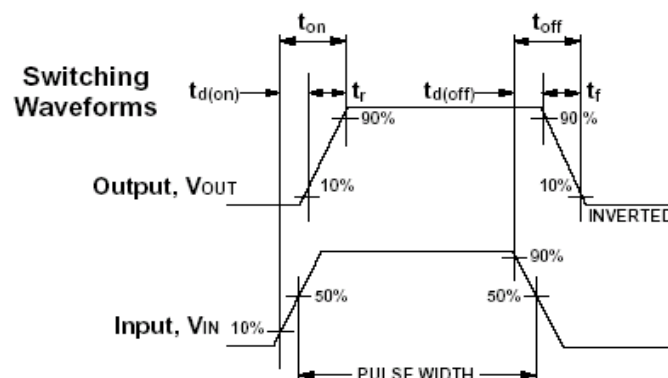 ton
toff
Switching
Waveforms
td(on)
tr
td(off)
tf
90%
90%
Output, VOUT
10%
10%
INVERTED
90%
50%
50%
Input, VIN
10%
PULSE WIDTH